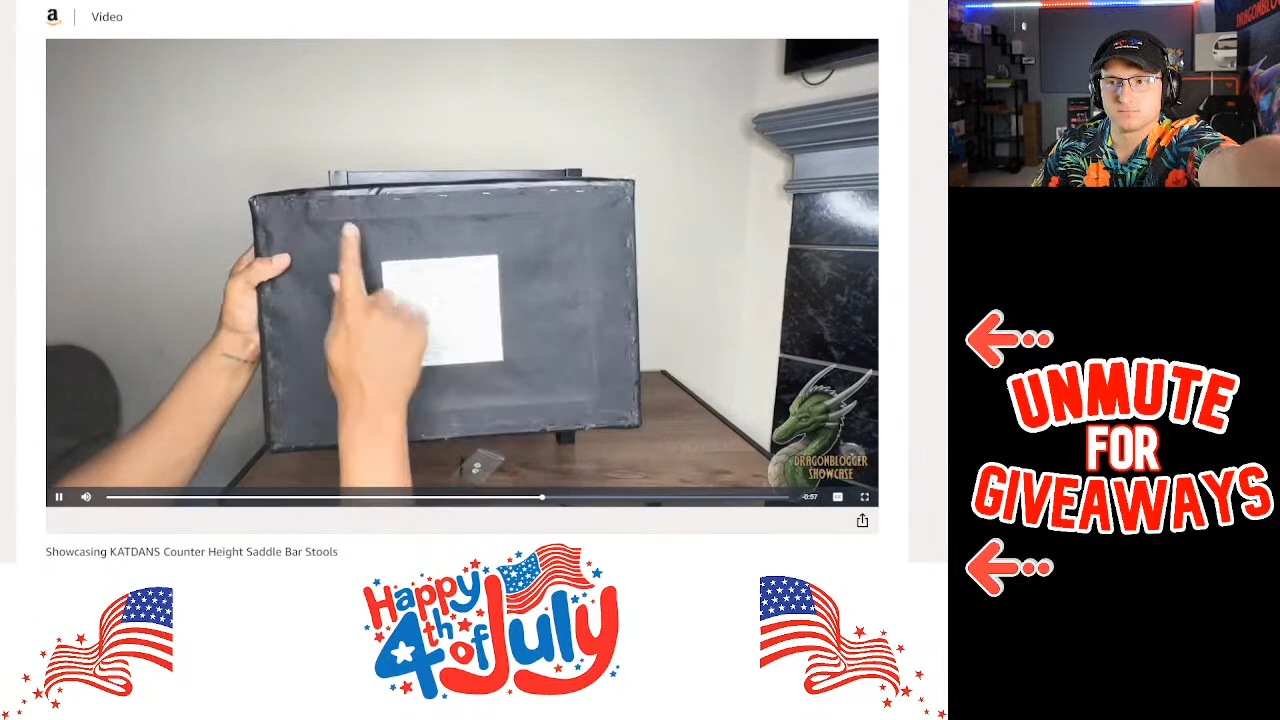 a
Video
DRAGONBLOGGER
SHOWCASE
-0:57
Showcasing KATDANS Counter Height Saddle Bar Stools
Happy
4th
of July
UNMUTE
FOR
GIVEAWAYS